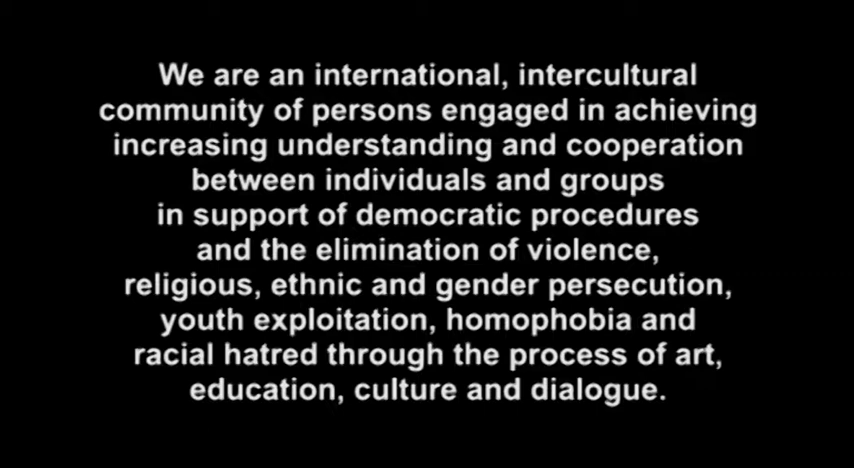 We are an international, intercultural
community of persons engaged in achieving
increasing understanding and cooperation
between individuals and groups
in support of democratic procedures
and the elimination of violence,
religious, ethnic and gender persecution,
youth exploitation, homophobia and
racial hatred through the process of art,
education, culture and dialogue.